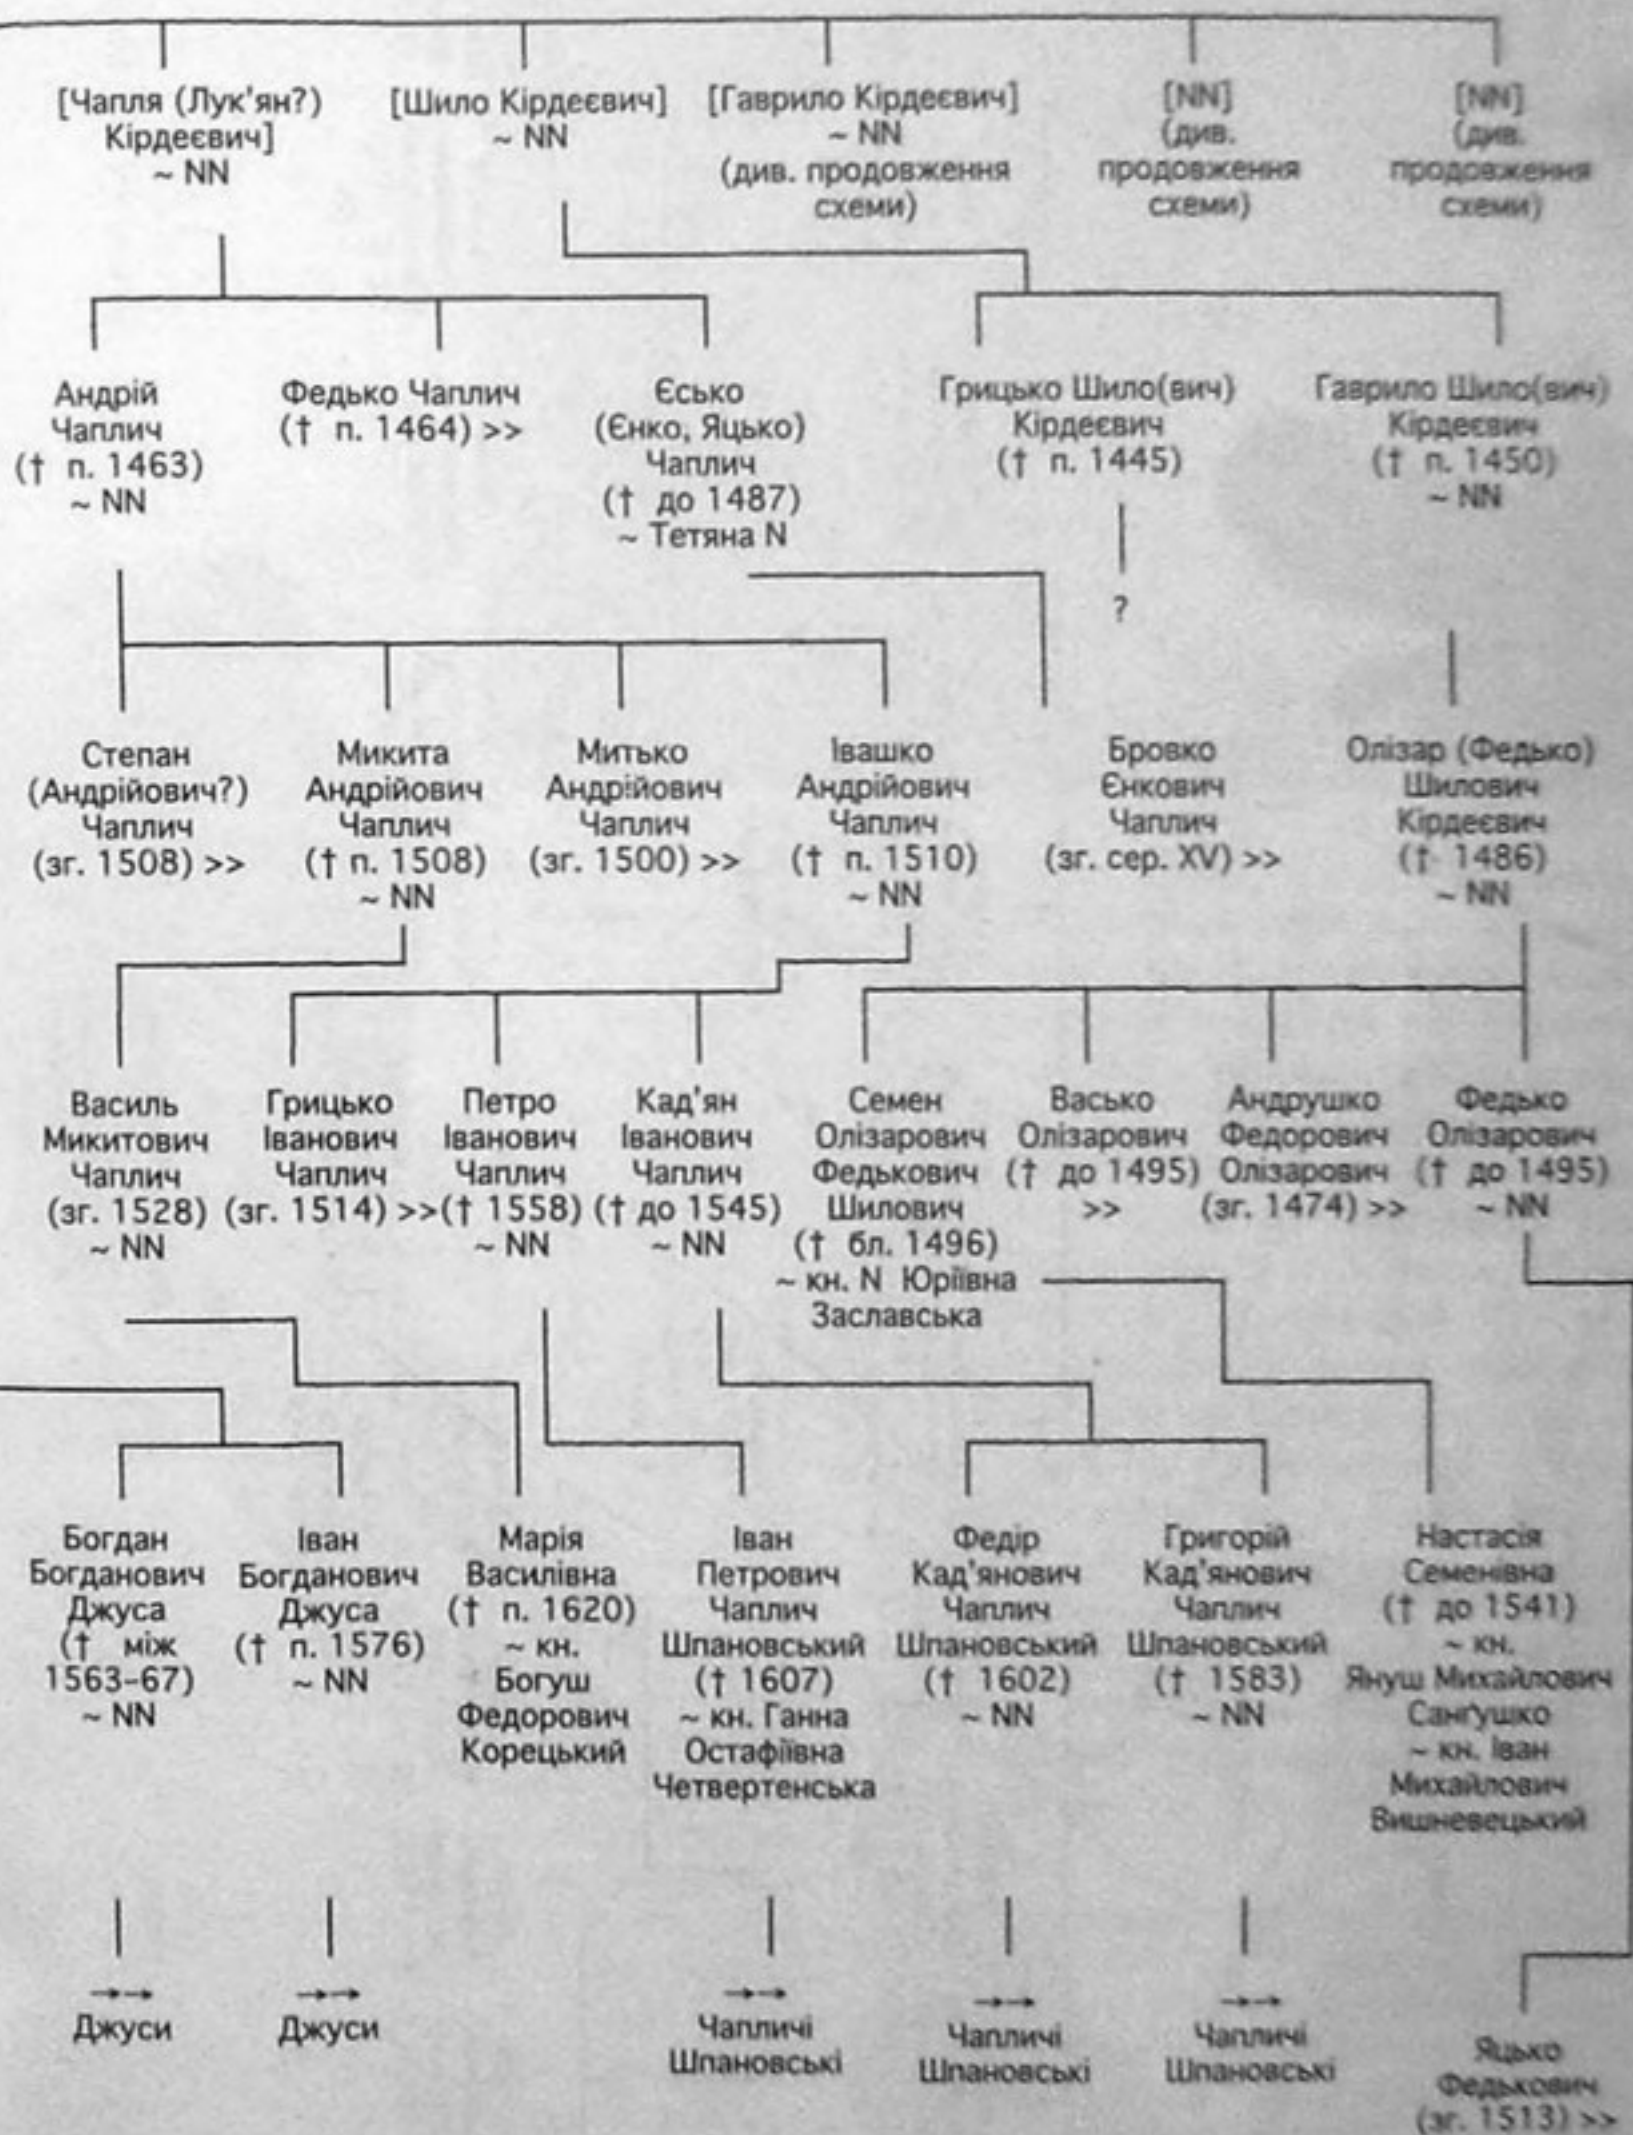 [Чапля (Лук'ян?)
Кірдеєвич]
~ NN
[Шило Кірдеєвич]
~ NN
[Гаврило Кірдеєвич]
~ NN
(див. продовження
схеми)
[NN]
(див.
продовження
схеми)
[NN]
(див.
продовження
схеми)
Андрій
Чаплич
(† п. 1463)
~ NN
Федько Чаплич
(† п. 1464) >>
Єсько
(Єнко, Яцько)
Чаплич
(† до 1487)
~ Тетяна N
Грицько Шило(вич)
Кірдеєвич
(† п. 1445)
?
Гаврило Шило(вич)
Кірдеєвич
(† п. 1450)
~ NN
Степан
(Андрійович?)
Чаплич
(зг. 1508) >>
Микита
Андрійович
Чаплич
(† п. 1508)
~ NN
Митько
Андрійович
Чаплич
(зг. 1500) >>
Івашко
Андрійович
Чаплич
(† п. 1510)
~ NN
Бровко
Єнкович
Чаплич
(зг. сер. XV) >>
Олізар (Федько)
Шилович
Кірдеєвич
(† 1486)
~ NN
Василь
Микитович
Чаплич
(зг. 1528)
~ NN
Грицько
Іванович
Чаплич
(зг. 1514) >>
Петро
Іванович
Чаплич
(† 1558)
~ NN
Кад'ян
Іванович
Чаплич
(† до 1545)
~ NN
Семен
Олізарович
Федькович
Шилович
(† бл. 1496)
~ кн. N Юріївна
Заславська
Васько
Олізарович
(† до 1495)
>>
Андрушко
Федорович
Олізарович
(зг. 1474) >>
Федько
Олізарович
(† до 1495)
~ NN
Богдан
Богданович
Джуса
(† між
1563–67)
~ NN
Іван
Богданович
Джуса
(† п. 1576)
~ NN
Марія
Василівна
(† п. 1620)
~ кн.
Богуш
Федорович
Корецький
Іван
Петрович
Чаплич
Шпановський
(† 1607)
~ кн. Ганна
Остафіївна
Четвертенська
Федір
Кад'янович
Чаплич
Шпановський
(† 1602)
~ NN
Григорій
Кад'янович
Чаплич
Шпановський
(† 1583)
~ NN
Настасія
Семенівна
(† до 1541)
~ кн.
Януш Михайлович
Санґушко
~ кн. Іван
Михайлович
Вишневецький
→→
Джуси
→→
Джуси
→→
Чапличі
Шпановські
→→
Чапличі
Шпановські
→→
Чапличі
Шпановські
Яцько
Федькович
(зг. 1513) >>